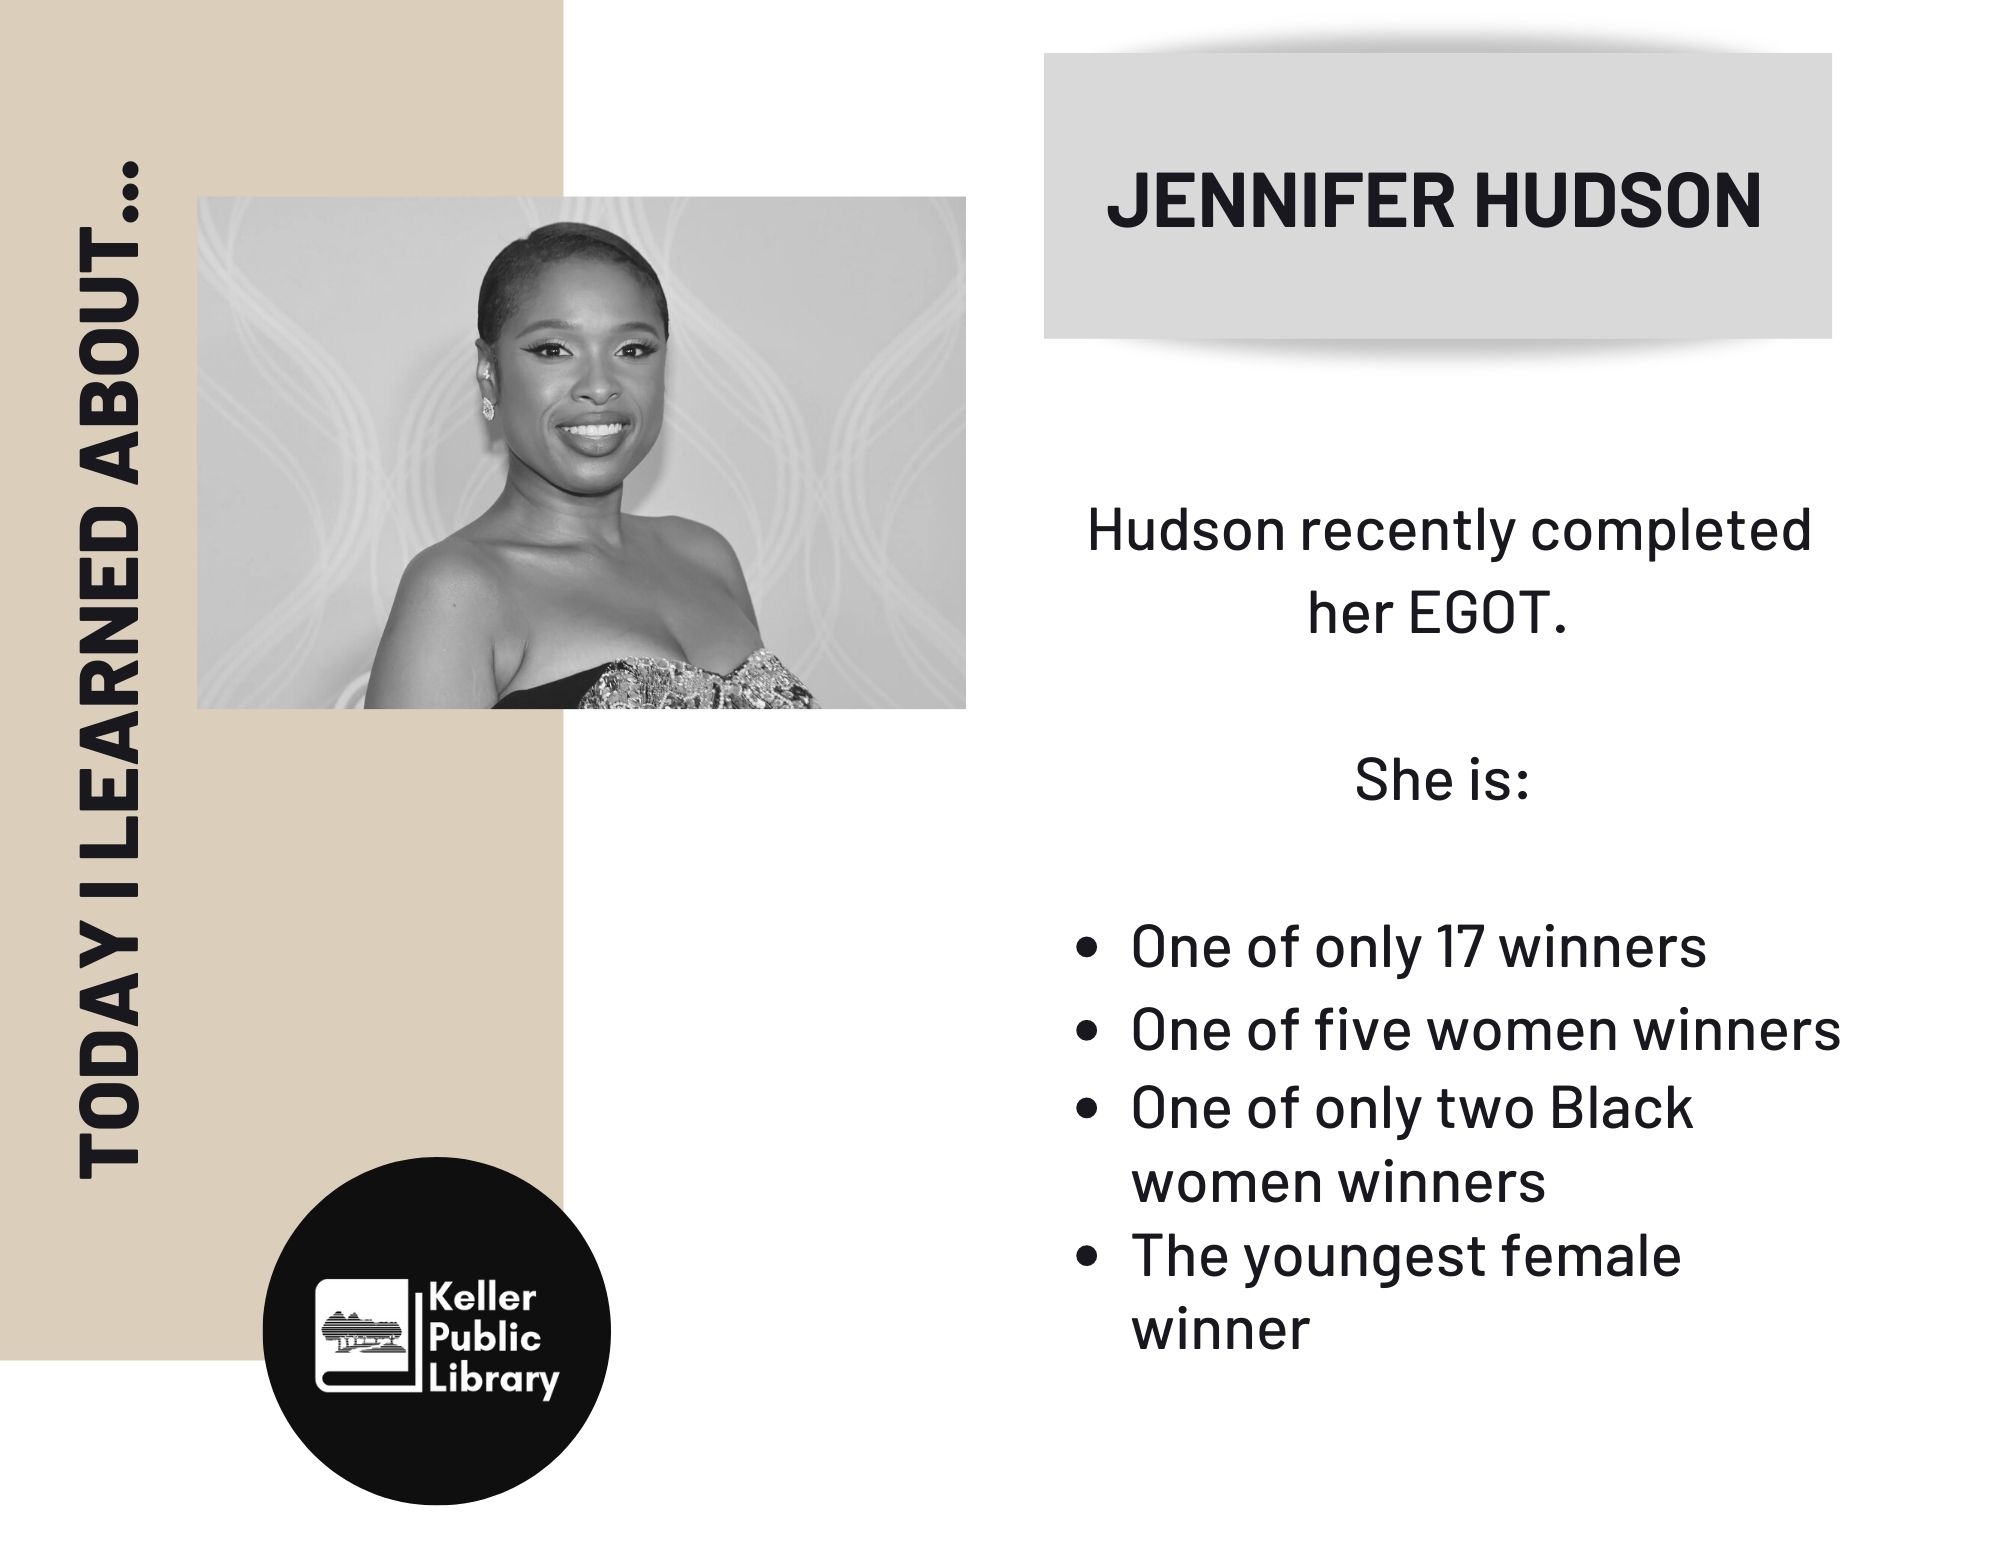 TODAY I LEARNED ABOUT...
JENNIFER HUDSON
Hudson recently completed
her EGOT.
She is:
• One of only 17 winners
• One of five women winners
• One of only two Black
women winners
• The youngest female
winner
Keller
Public
Library